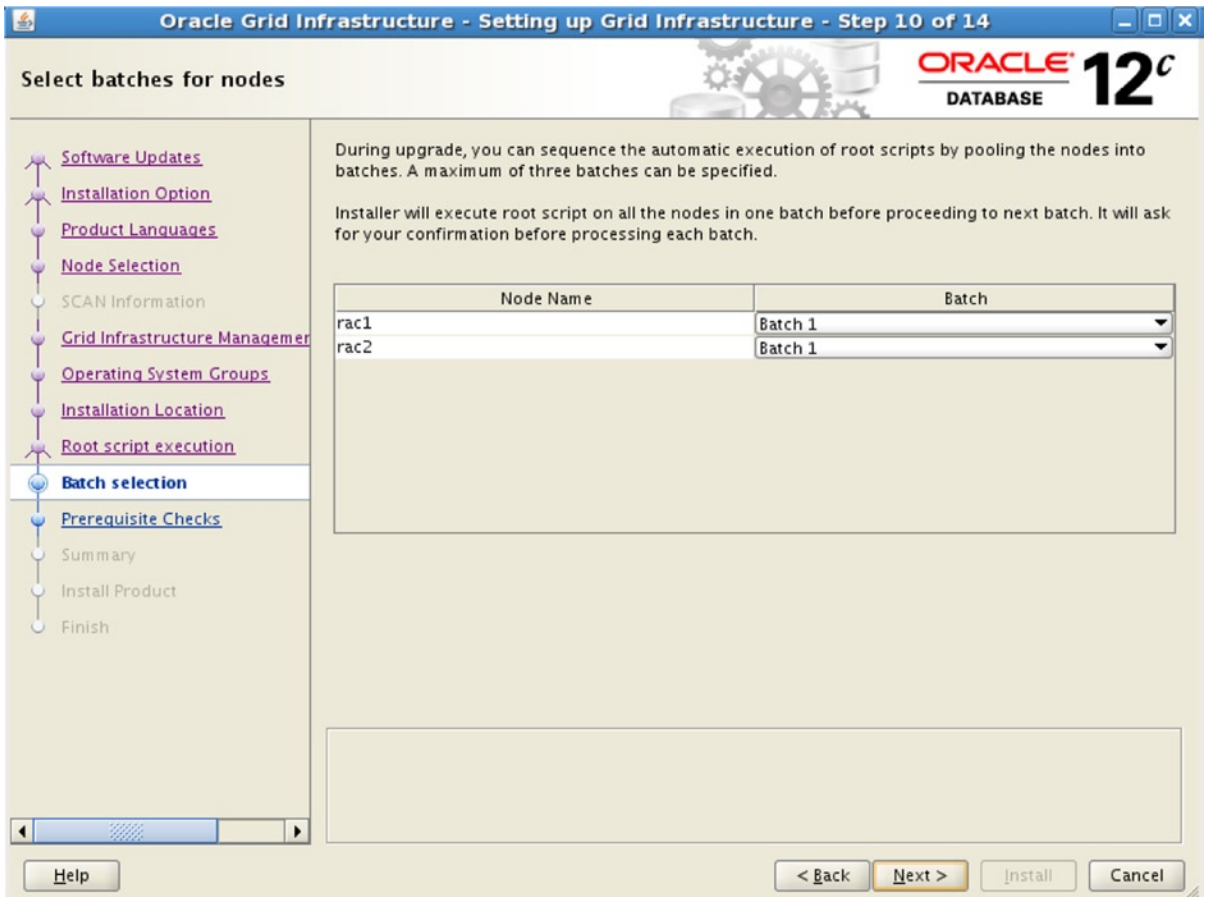 Oracle Grid Infrastructure - Setting up Grid Infrastructure - Step 10 of 14
Select batches for nodes
ORACLE
DATABASE
12c
Software Updates
Installation Option
Product Languages
Node Selection
SCAN Information
Grid Infrastructure Managemer
Operating System Groups
Installation Location
Root script execution
Batch selection
Prerequisite Checks
Summary
Install Product
Finish
During upgrade, you can sequence the automatic execution of root scripts by pooling the nodes into
batches. A maximum of three batches can be specified.
Installer will execute root script on all the nodes in one batch before proceeding to next batch. It will ask
for your confirmation before processing each batch.
Node Name Batch
rac1 Batch 1
rac2 Batch 1
Help < Back Next > Install Cancel